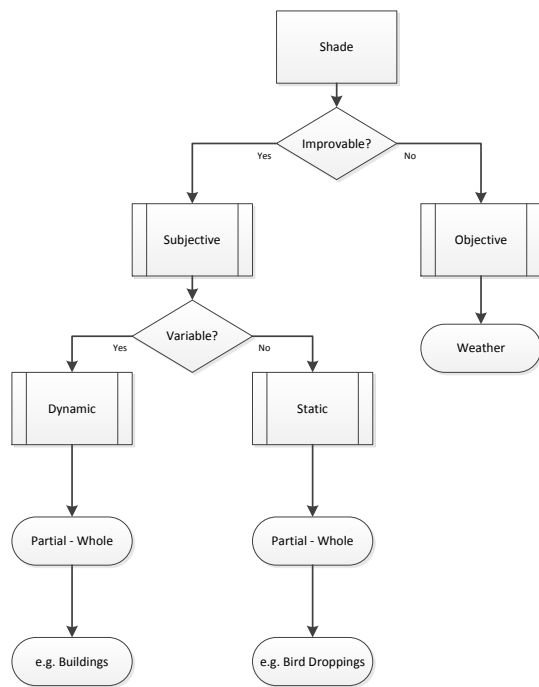 Shade
Improvable?
Yes
No
Subjective
Objective
Variable?
Weather
Yes
No
Dynamic
Static
Partial - Whole
Partial - Whole
e.g. Buildings
e.g. Bird Droppings